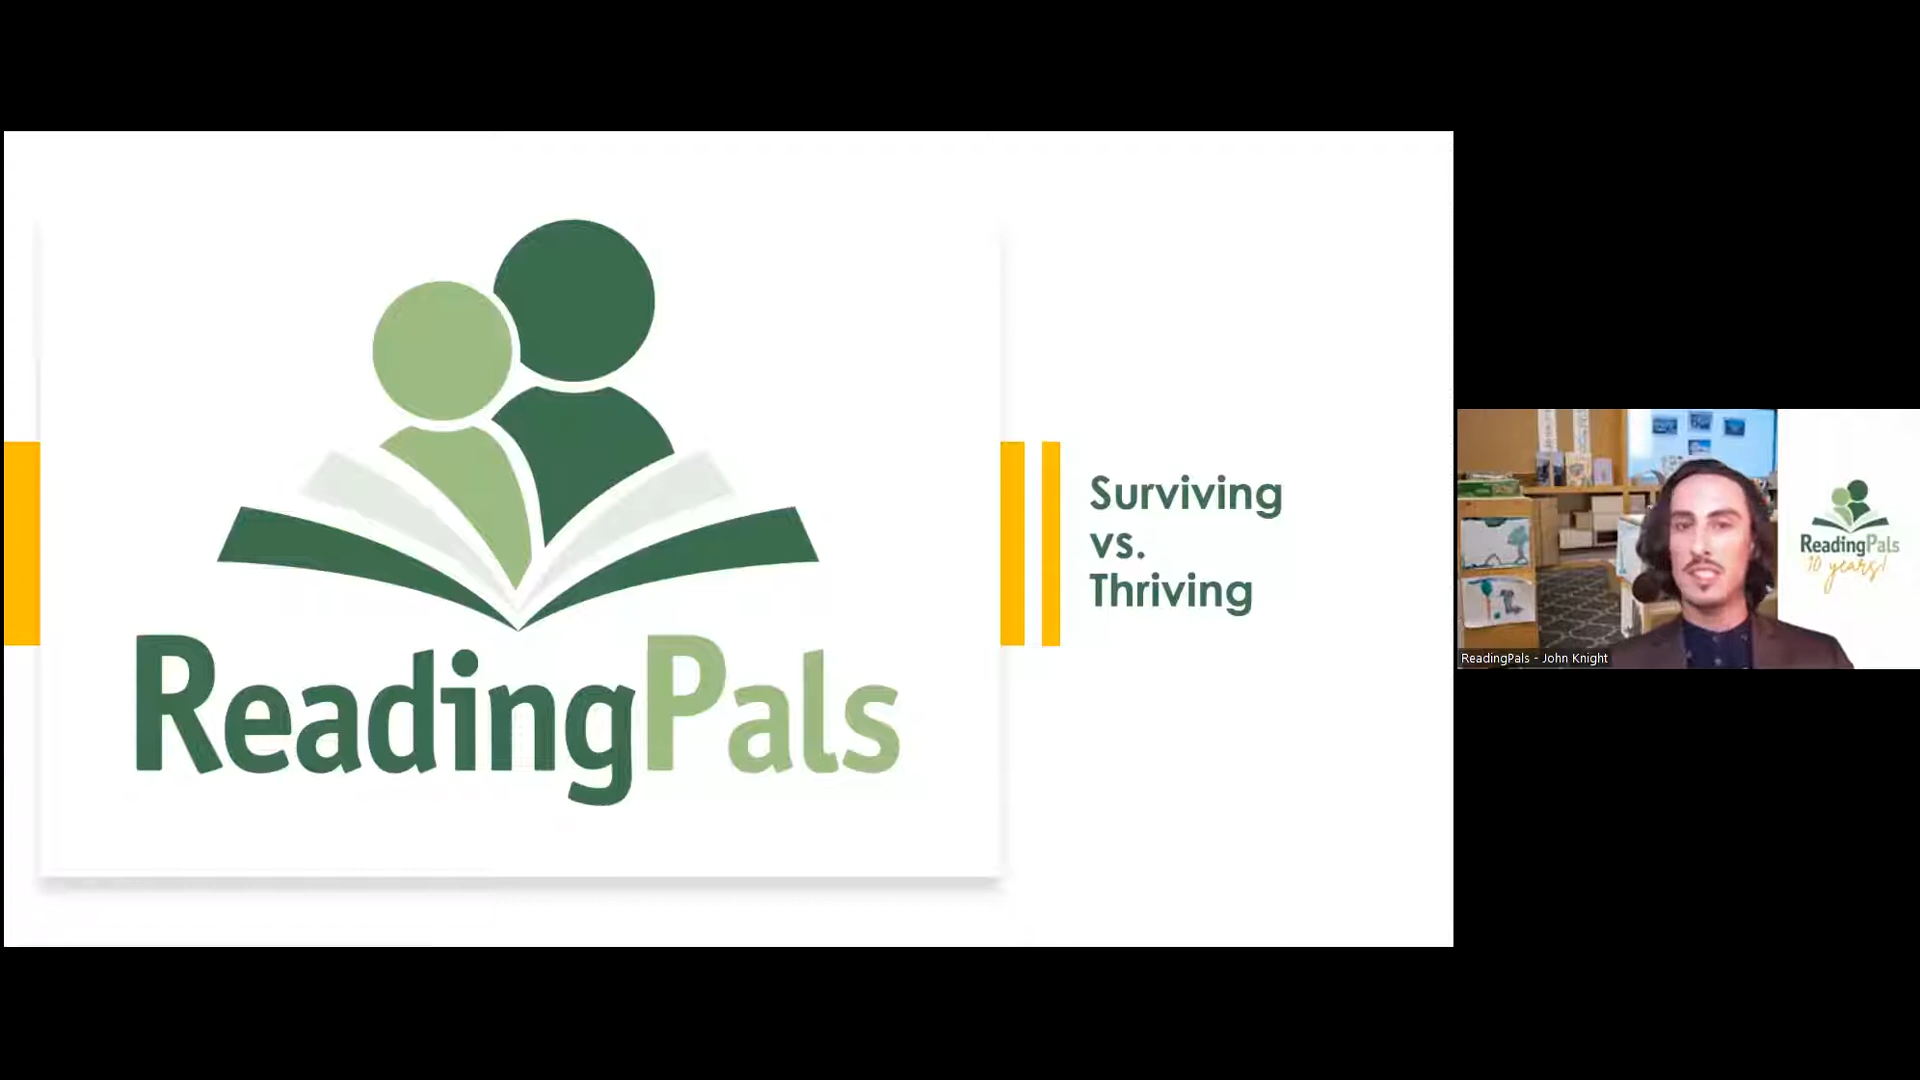 ReadingPals
Surviving
vs.
Thriving
ReadingPals
10 years!
ReadingPals - John Knight